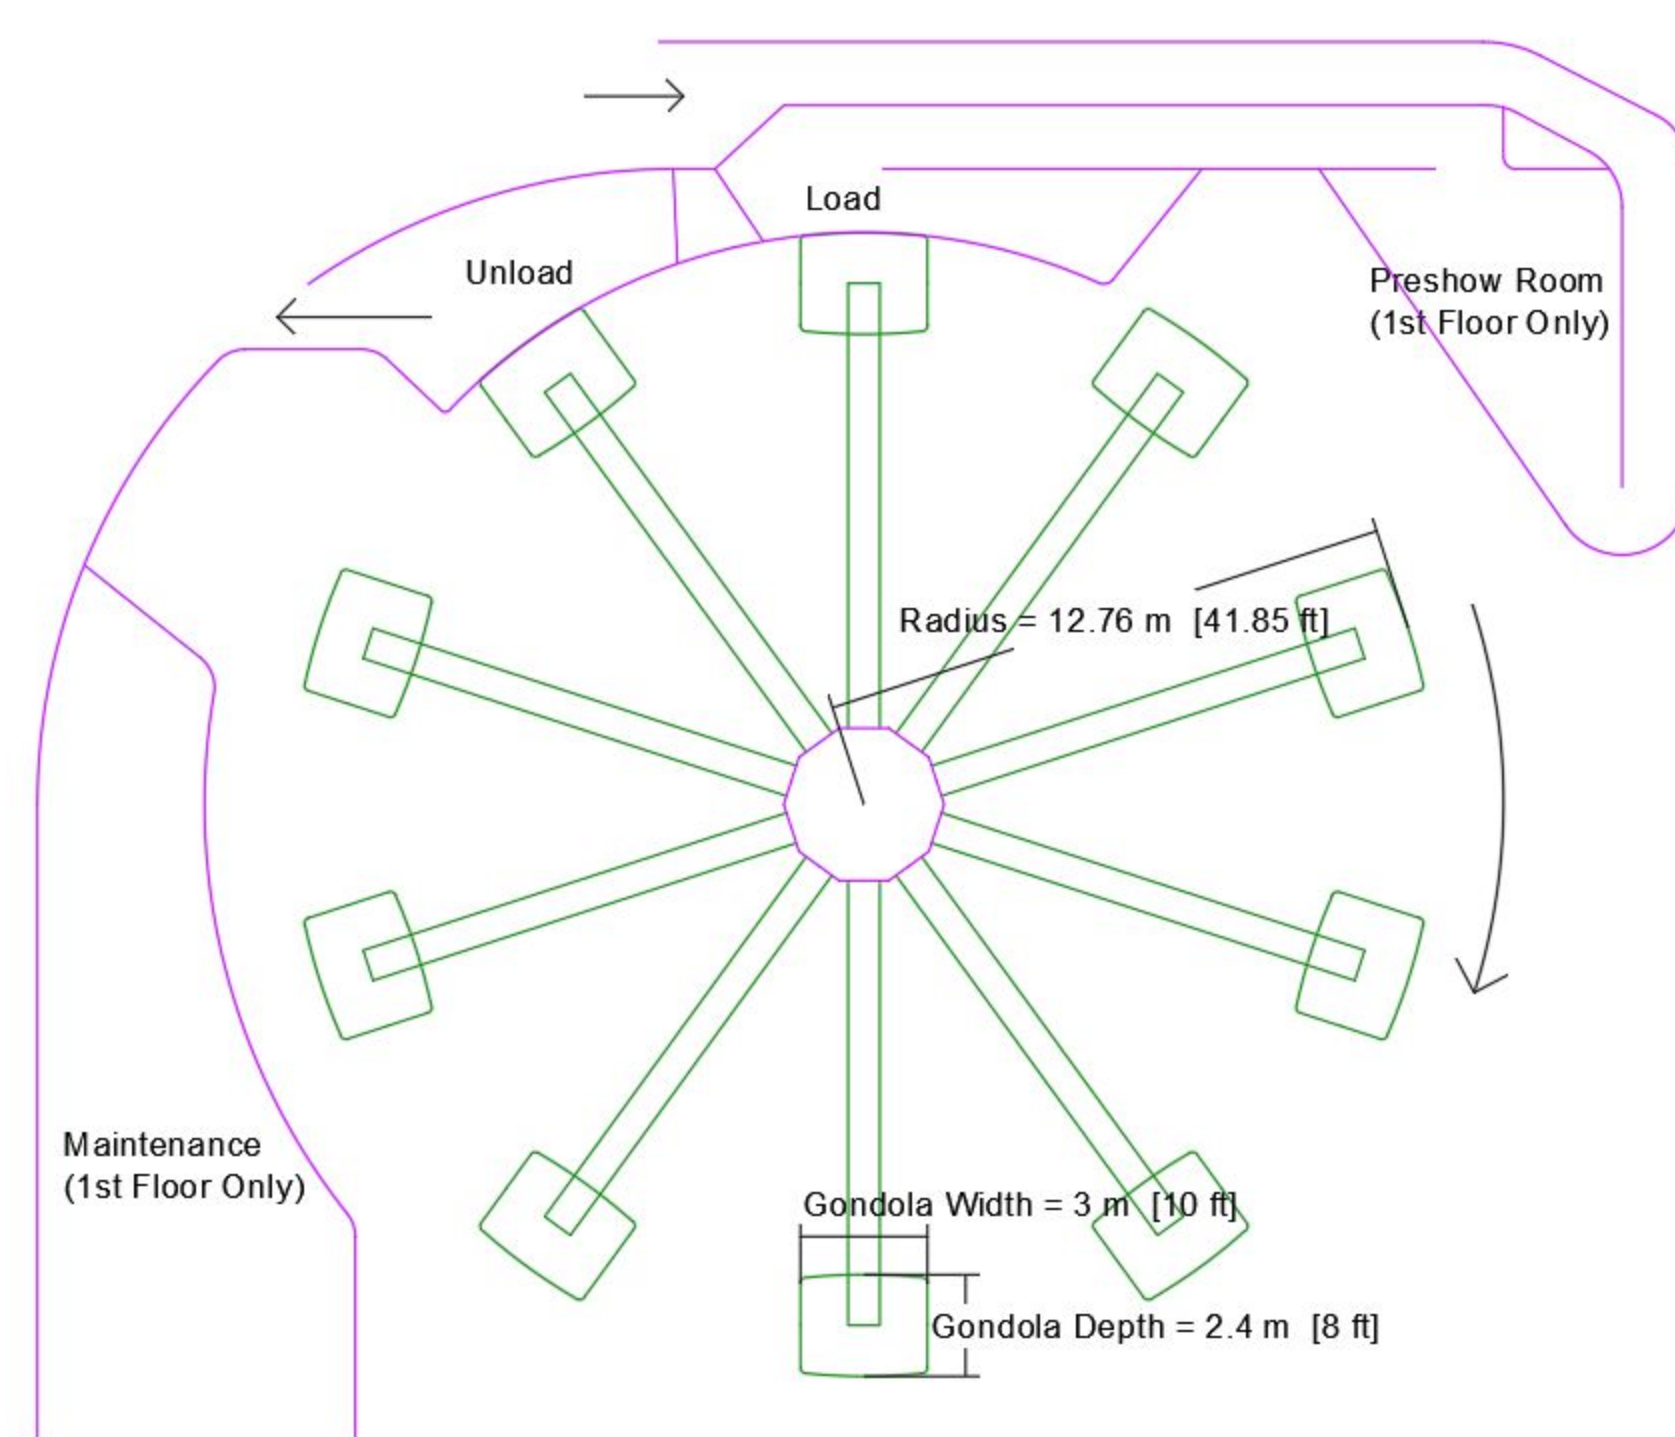 Load
Unload
Preshow Room
(1st Floor Only)
Radius = 12.76 m [41.85 ft]
Maintenance
(1st Floor Only)
Gondola Width = 3 m [10 ft]
Gondola Depth = 2.4 m [8 ft]